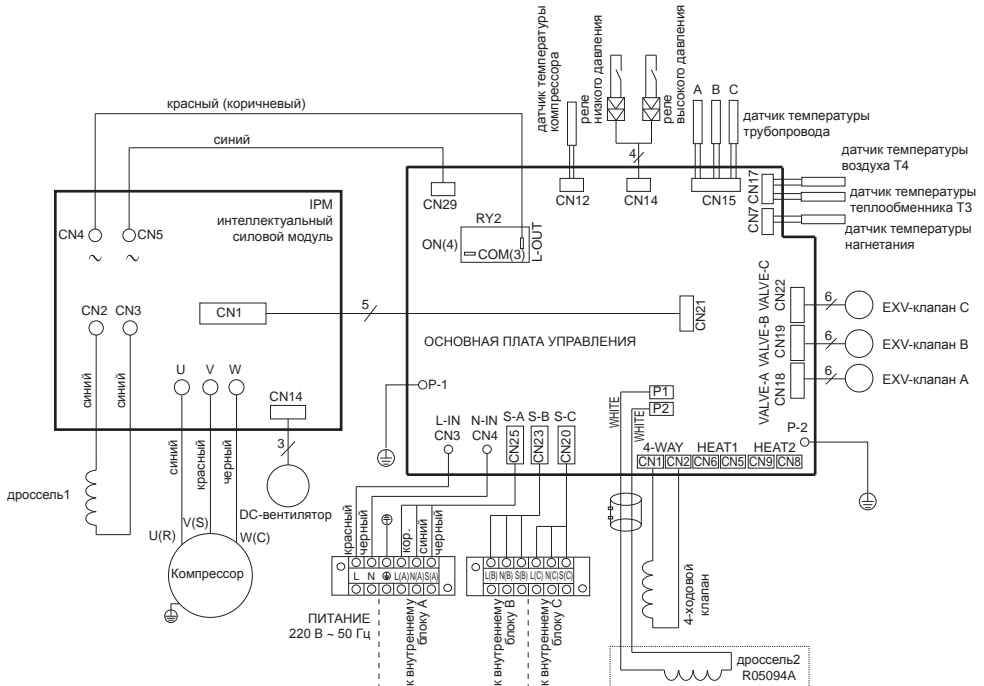 датчик температуры
компрессора
реле
низкого давления
реле
высокого давления
A B C
датчик температуры
трубопровода
датчик температуры
воздуха T4
датчик температуры
теплообменника T3
датчик температуры
нагнетания
красный (коричневый)
синий
4
CN29
CN12
CN14
CN15
CN17
CN7
IPM
интеллектуальный
силовой модуль
CN4
CN5
~
~
RY2
ON(4)
COM(3)
L-OUT
CN2 CN3
CN1
5
CN21
ОСНОВНАЯ ПЛАТА УПРАВЛЕНИЯ
VALVE-C
CN22
6
EXV-клапан C
VALVE-B
CN19
6
EXV-клапан B
VALVE-A
CN18
6
EXV-клапан A
синий
синий
U V W
CN14
3
P-1
P1
P2
WHITE
WHITE
P-2
L-IN
CN3
N-IN
CN4
S-A
CN25
S-B
CN23
S-C
CN20
4-WAY HEAT1 HEAT2
CN1 CN2 CN6 CN5 CN9 CN8
синий
красный
черный
дроссель1
DC-вентилятор
U(R)
V(S)
W(C)
Компрессор
красный
черный
кор.
синий
черный
L N L(A) N(A) S(A)
L(B) N(B) S(B) L(C) N(C) S(C)
ПИТАНИЕ
220 В ~ 50 Гц
к внутреннему
блоку A
к внутреннему
блоку B
к внутреннему
блоку C
4-ходовой
клапан
дроссель2
R05094A